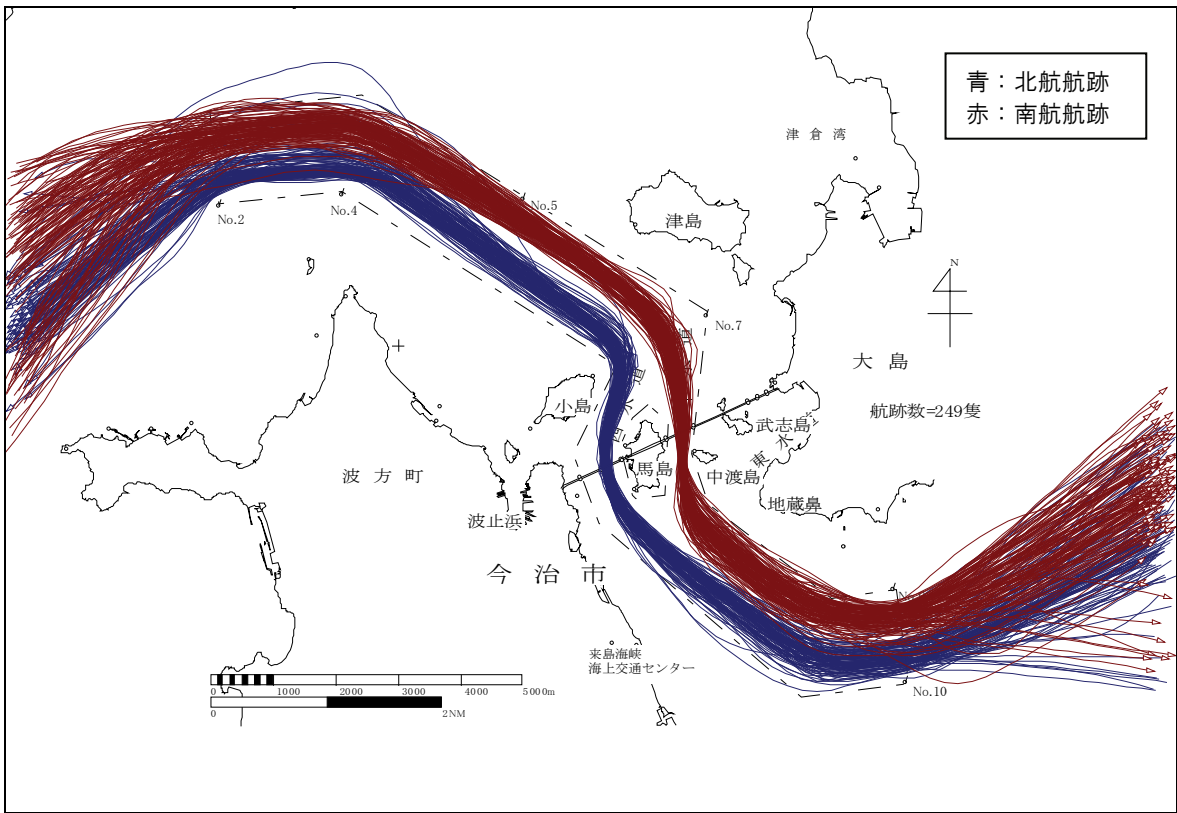 青：北航航跡
赤：南航航跡
津倉湾
津島
No.5
No.2
No.4
N
No.7
大島
小島
航跡数=249隻
武志島
水
東水
馬島
中渡島
波方町
地蔵鼻
波止浜
今治市
来島海峡
海上交通センター
No.10
0 1000 2000 3000 4000 5000m
0 2NM